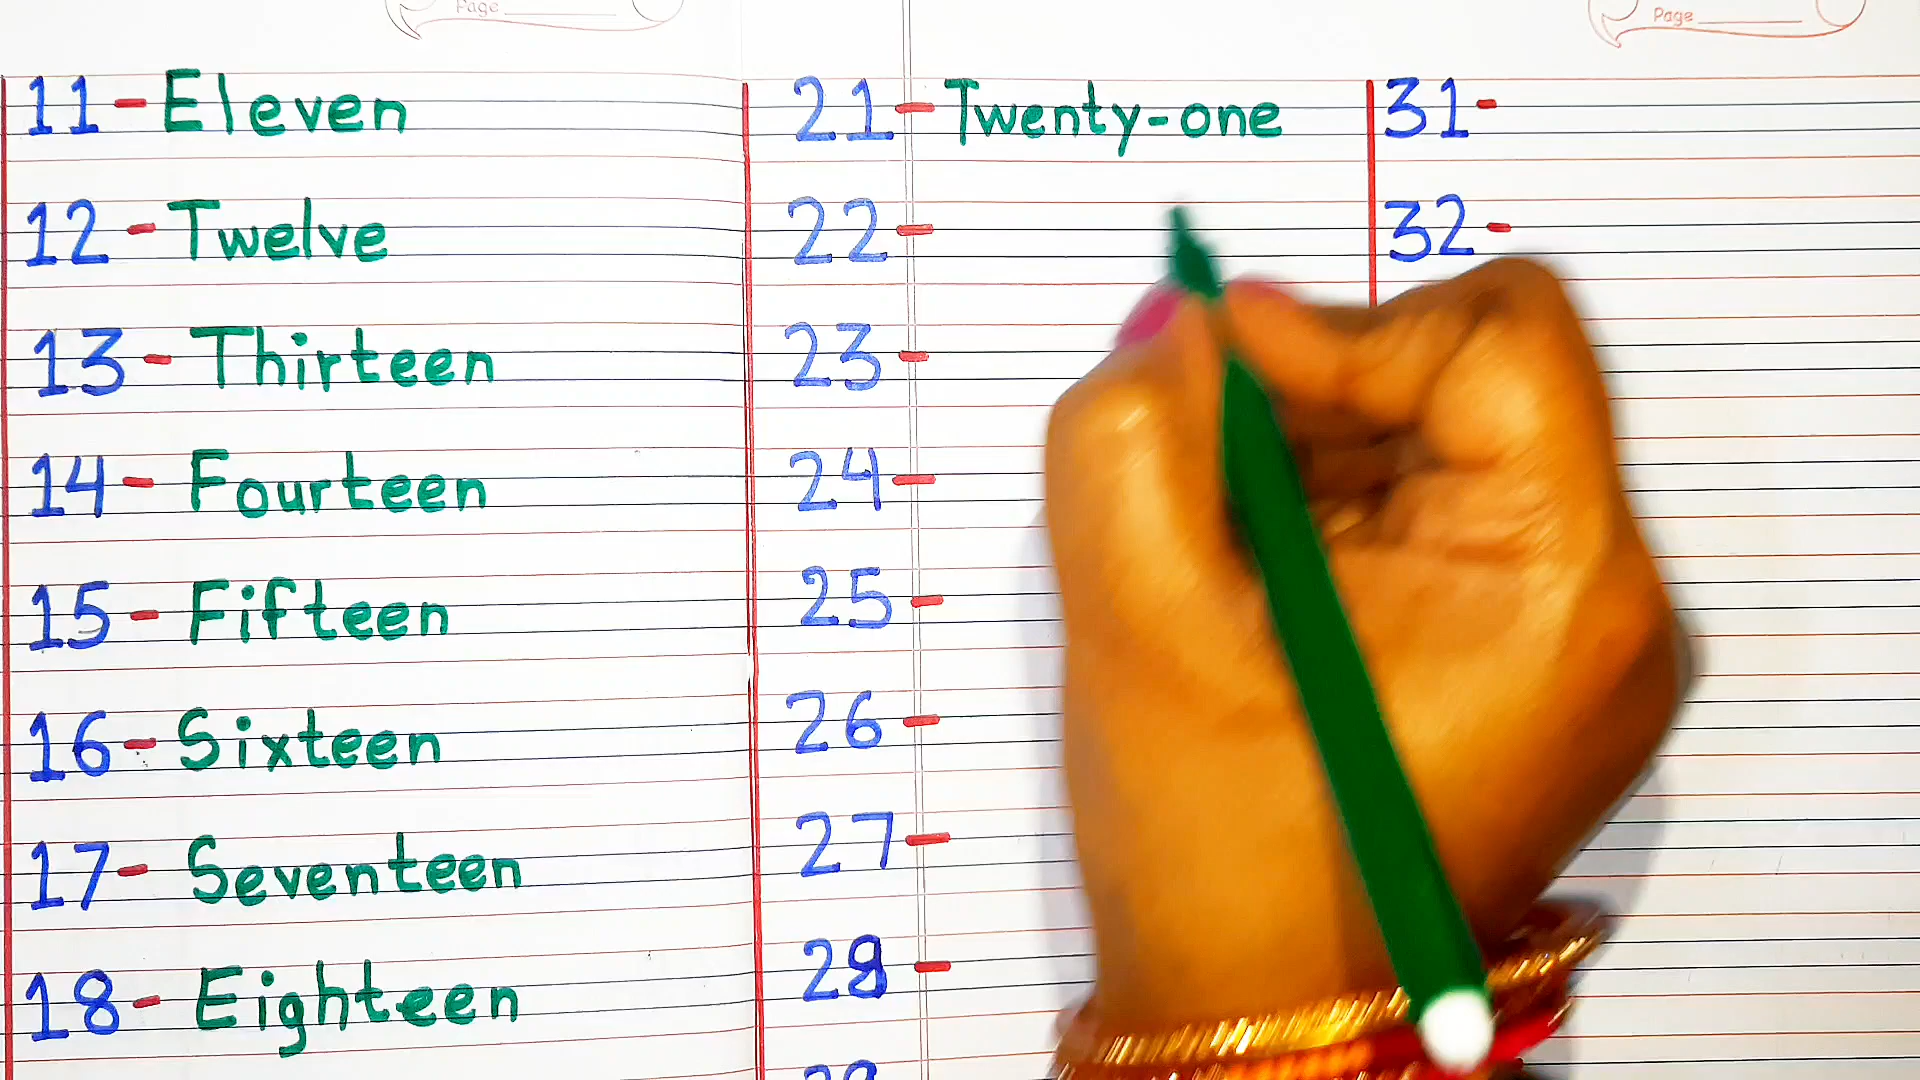 Page
Page
11-Eleven
12-Twelve
13-Thirteen
14-Fourteen
15-Fifteen
16-Sixteen
17-Seventeen
18-Eighteen
21-Twenty-one
22-
23-
24-
25-
26-
27-
28-
31-
32-